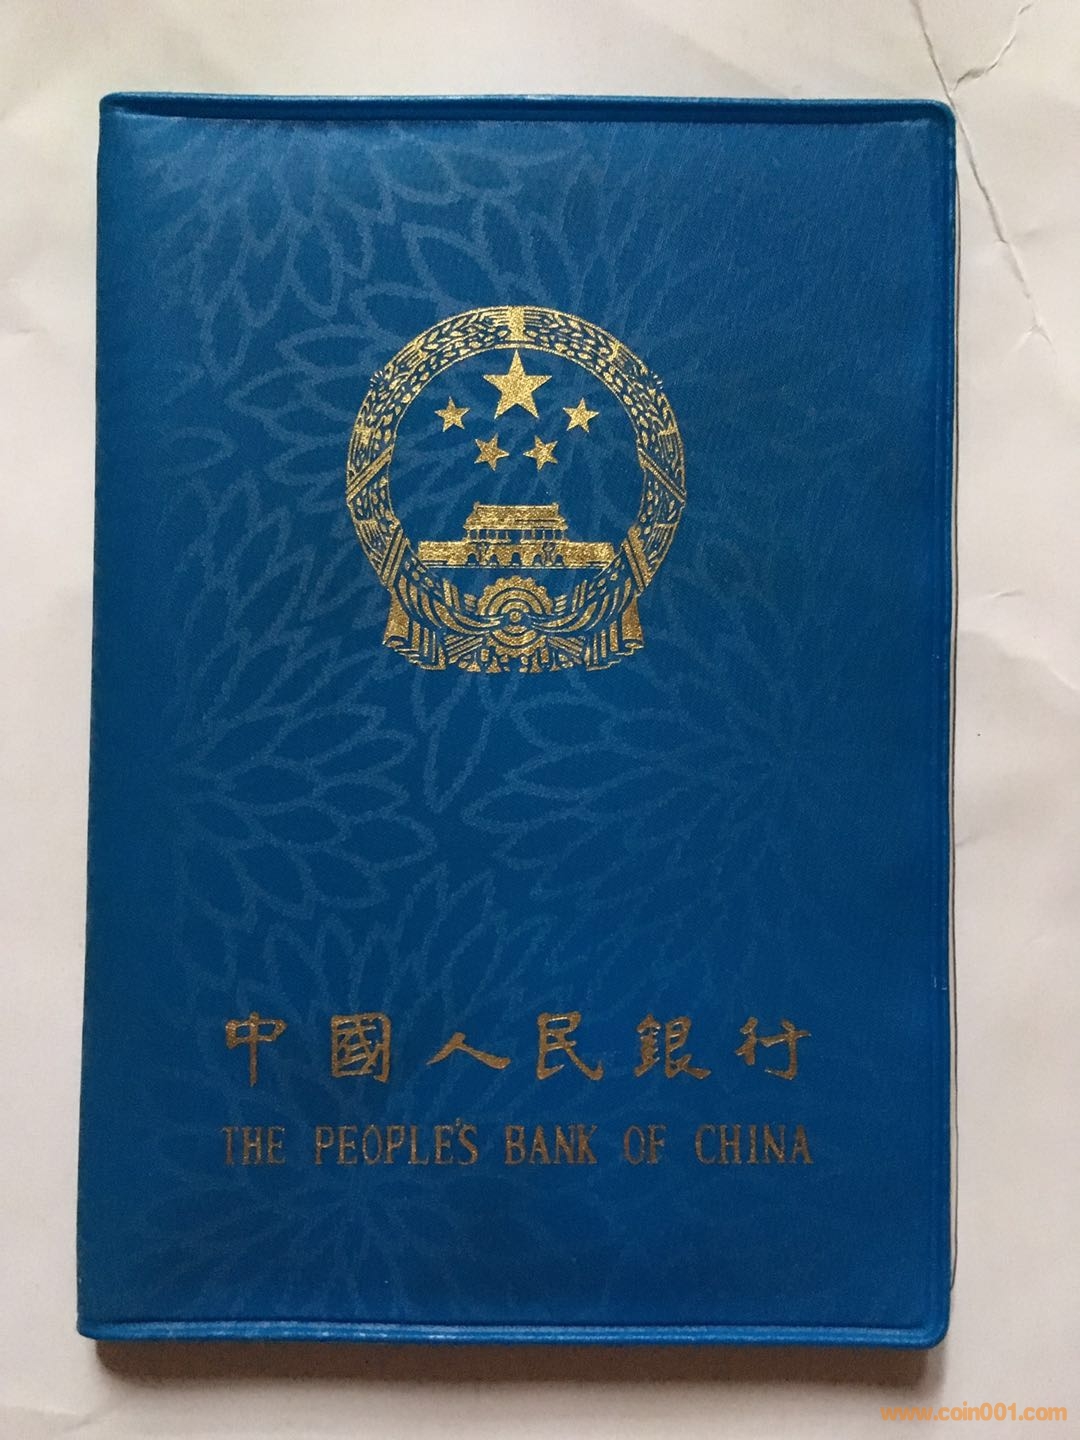 中國人民銀行
THE PEOPLE'S BANK OF CHINA
www.coin001.com